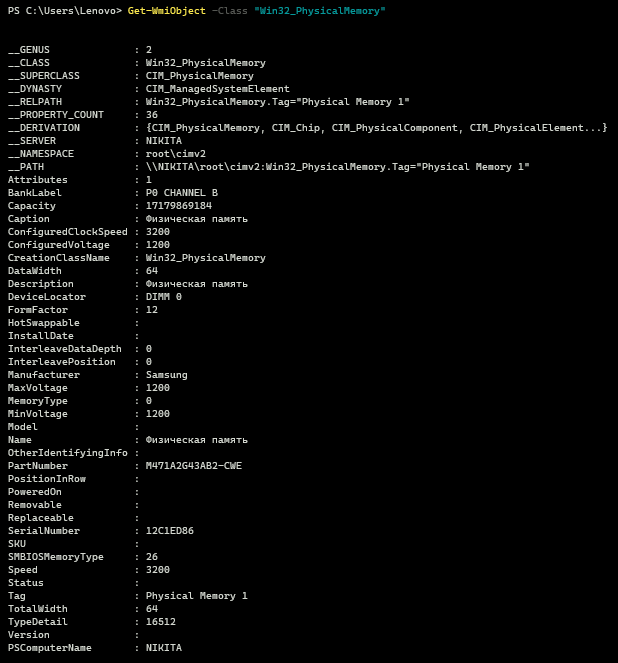 PS C:\Users\Lenovo> Get-WmiObject -Class "Win32_PhysicalMemory"
__GENUS : 2
__CLASS : Win32_PhysicalMemory
__SUPERCLASS : CIM_PhysicalMemory
__DYNASTY : CIM_ManagedSystemElement
__RELPATH : Win32_PhysicalMemory.Tag="Physical Memory 1"
__PROPERTY_COUNT : 36
__DERIVATION : {CIM_PhysicalMemory, CIM_Chip, CIM_PhysicalComponent, CIM_PhysicalElement...}
__SERVER : NIKITA
__NAMESPACE : root\cimv2
__PATH : \\NIKITA\root\cimv2:Win32_PhysicalMemory.Tag="Physical Memory 1"
Attributes : 1
BankLabel : P0 CHANNEL B
Capacity : 17179869184
Caption : Физическая память
ConfiguredClockSpeed : 3200
ConfiguredVoltage : 1200
CreationClassName : Win32_PhysicalMemory
DataWidth : 64
Description : Физическая память
DeviceLocator : DIMM 0
FormFactor : 12
HotSwappable :
InstallDate :
InterleaveDataDepth : 0
InterleavePosition : 0
Manufacturer : Samsung
MaxVoltage : 1200
MemoryType : 0
MinVoltage : 1200
Model :
Name : Физическая память
OtherIdentifyingInfo :
PartNumber : M471A2G43AB2-CWE
PositionInRow :
PoweredOn :
Removable :
Replaceable :
SerialNumber : 12C1ED86
SKU :
SMBIOSMemoryType : 26
Speed : 3200
Status :
Tag : Physical Memory 1
TotalWidth : 64
TypeDetail : 16512
Version :
PSComputerName : NIKITA